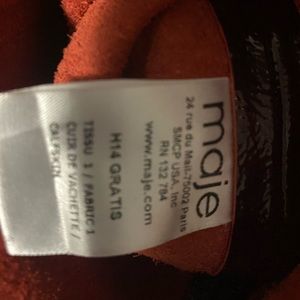 maje
24 rue du Mail-75002 Paris
SMCP USA, Inc
RN 132 784
www.maje.com
H14 GRATIS
TISSU 1 / FABRIC 1
CUIR DE VACHETTE /
CALFSKIN